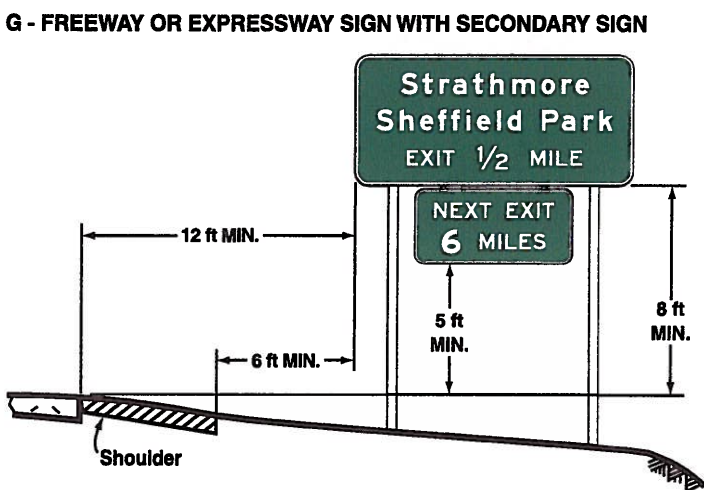 G - FREEWAY OR EXPRESSWAY SIGN WITH SECONDARY SIGN
Strathmore
Sheffield Park
EXIT 1/2 MILE
NEXT EXIT
6 MILES
12 ft MIN.
6 ft MIN.
5 ft
MIN.
8 ft
MIN.
Shoulder